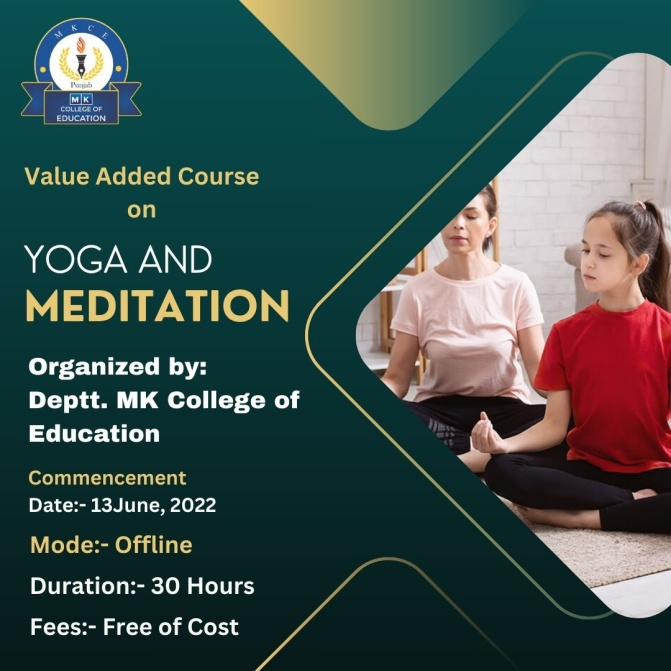 MKCE
Punjab
MK
COLLEGE OF
EDUCATION
Value Added Course
on
YOGA AND
MEDITATION
Organized by:
Deptt. MK College of
Education
Commencement
Date:- 13June, 2022
Mode:- Offline
Duration:- 30 Hours
Fees:- Free of Cost